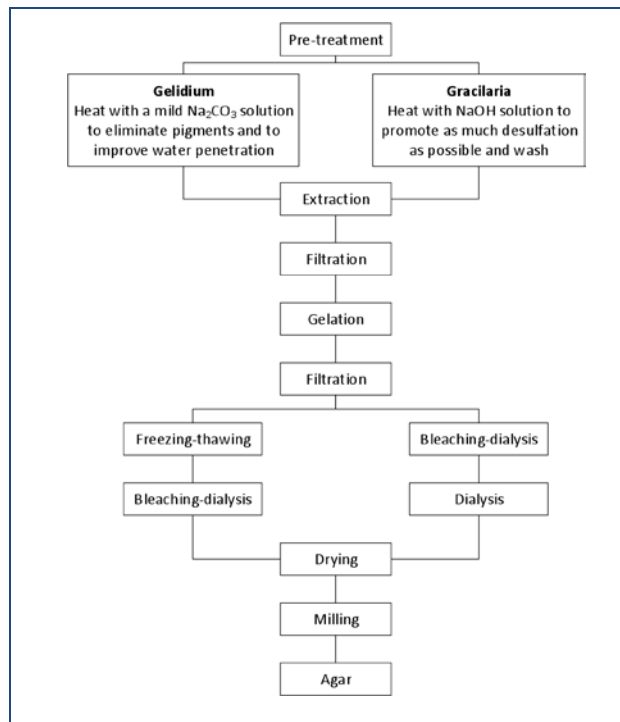 Pre-treatment
Gelidium
Heat with a mild Na₂CO₃ solution
to eliminate pigments and to
improve water penetration
Gracilaria
Heat with NaOH solution to
promote as much desulfation
as possible and wash
Extraction
Filtration
Gelation
Filtration
Freezing-thawing
Bleaching-dialysis
Bleaching-dialysis
Dialysis
Drying
Milling
Agar